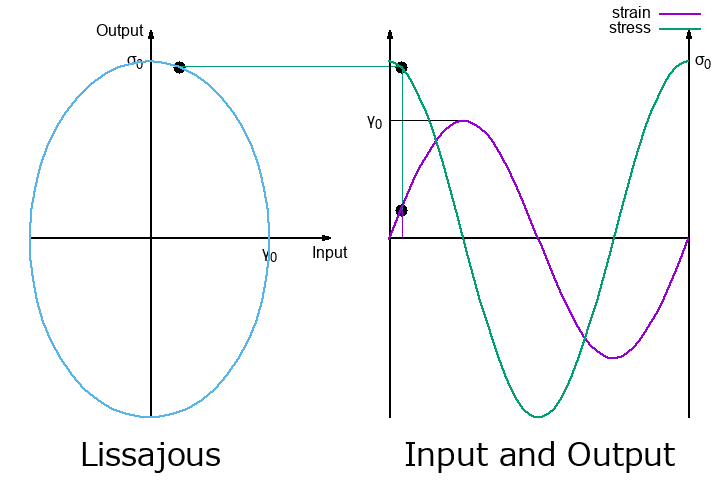 Output
σ0
γ0
Input
Lissajous
strain
stress
σ0
γ0
Input and Output